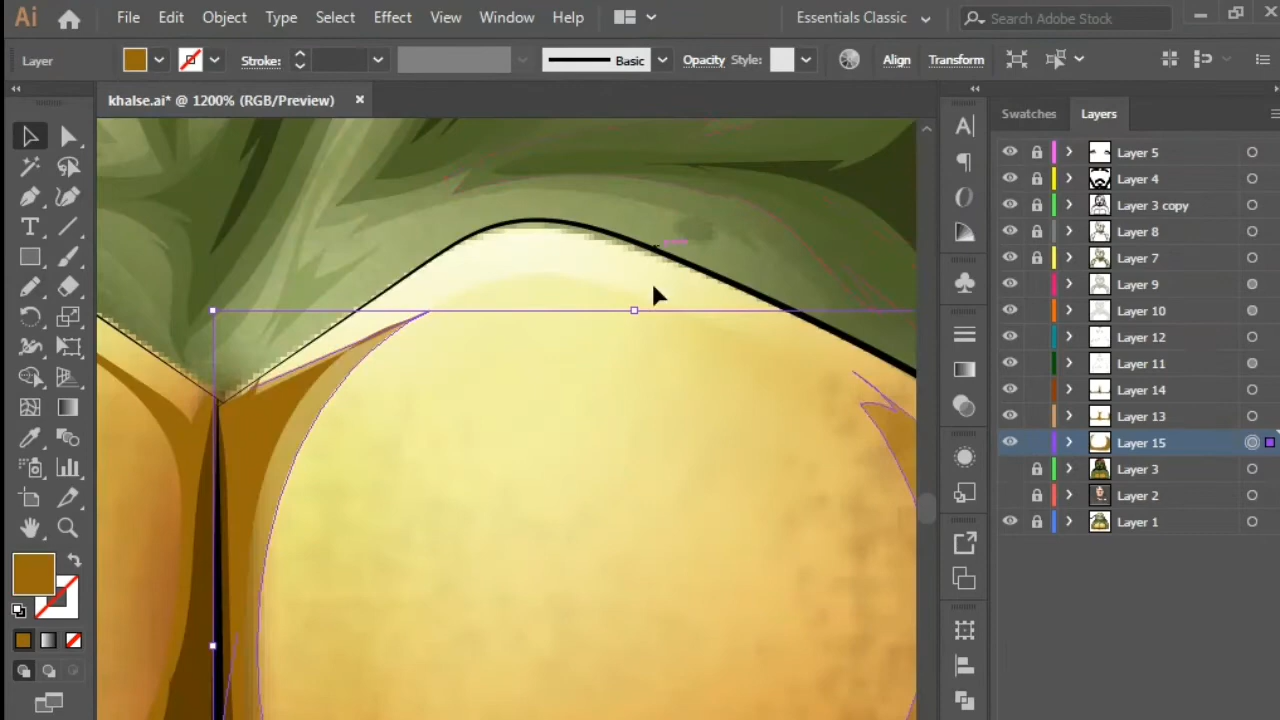 Ai File Edit Object Type Select Effect View Window Help Essentials Classic Search Adobe Stock
Layer Stroke: Basic Opacity Style: Align Transform
khalse.ai* @ 1200% (RGB/Preview) ×
Swatches Layers
Layer 5
Layer 4
Layer 3 copy
Layer 8
Layer 7
Layer 9
Layer 10
Layer 12
Layer 11
Layer 14
Layer 13
Layer 15
Layer 3
Layer 2
Layer 1